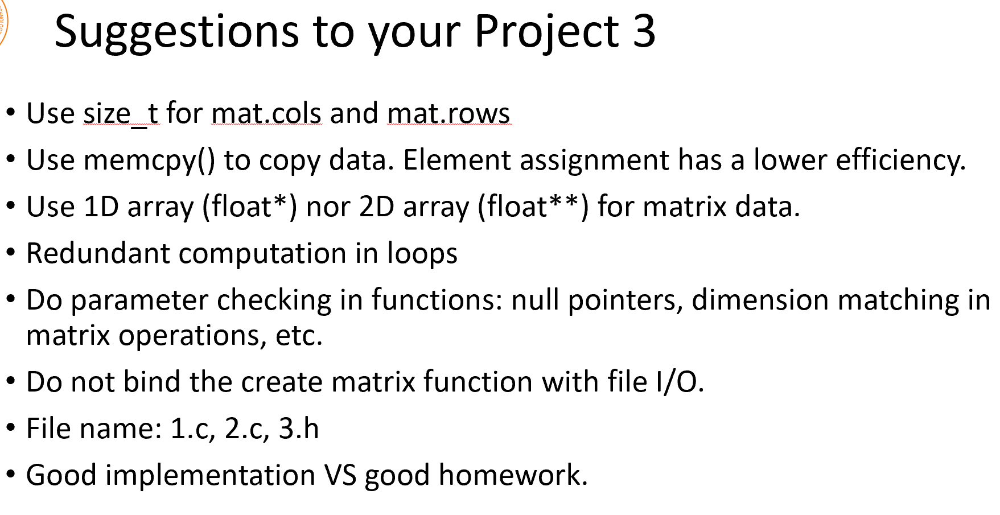 Suggestions to your Project 3
• Use size_t for mat.cols and mat.rows
• Use memcpy() to copy data. Element assignment has a lower efficiency.
• Use 1D array (float*) nor 2D array (float**) for matrix data.
• Redundant computation in loops
• Do parameter checking in functions: null pointers, dimension matching in
matrix operations, etc.
• Do not bind the create matrix function with file I/O.
• File name: 1.c, 2.c, 3.h
• Good implementation VS good homework.